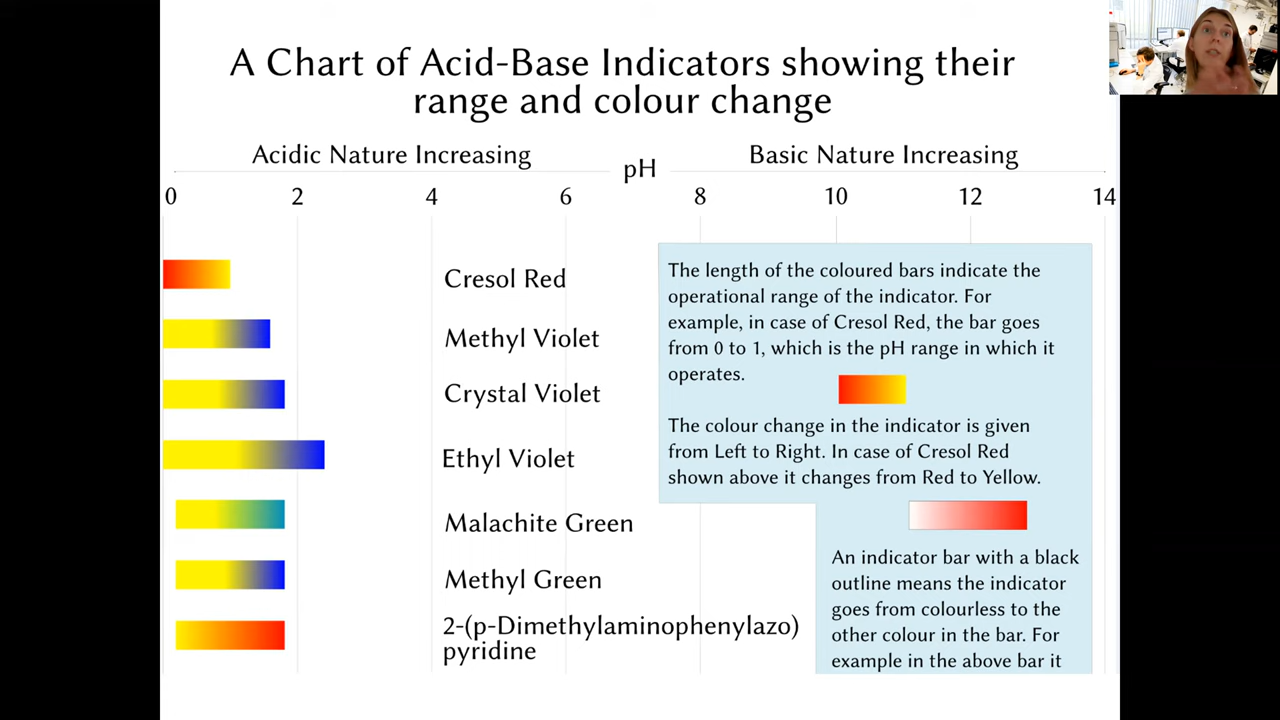 A Chart of Acid-Base Indicators showing their
range and colour change
Acidic Nature Increasing
pH
Basic Nature Increasing
0 2 4 6 8 10 12 14
Cresol Red
Methyl Violet
Crystal Violet
Ethyl Violet
Malachite Green
Methyl Green
2-(p-Dimethylaminophenylazo)
pyridine
The length of the coloured bars indicate the
operational range of the indicator. For
example, in case of Cresol Red, the bar goes
from 0 to 1, which is the pH range in which it
operates.
The colour change in the indicator is given
from Left to Right. In case of Cresol Red
shown above it changes from Red to Yellow.
An indicator bar with a black
outline means the indicator
goes from colourless to the
other colour in the bar. For
example in the above bar it